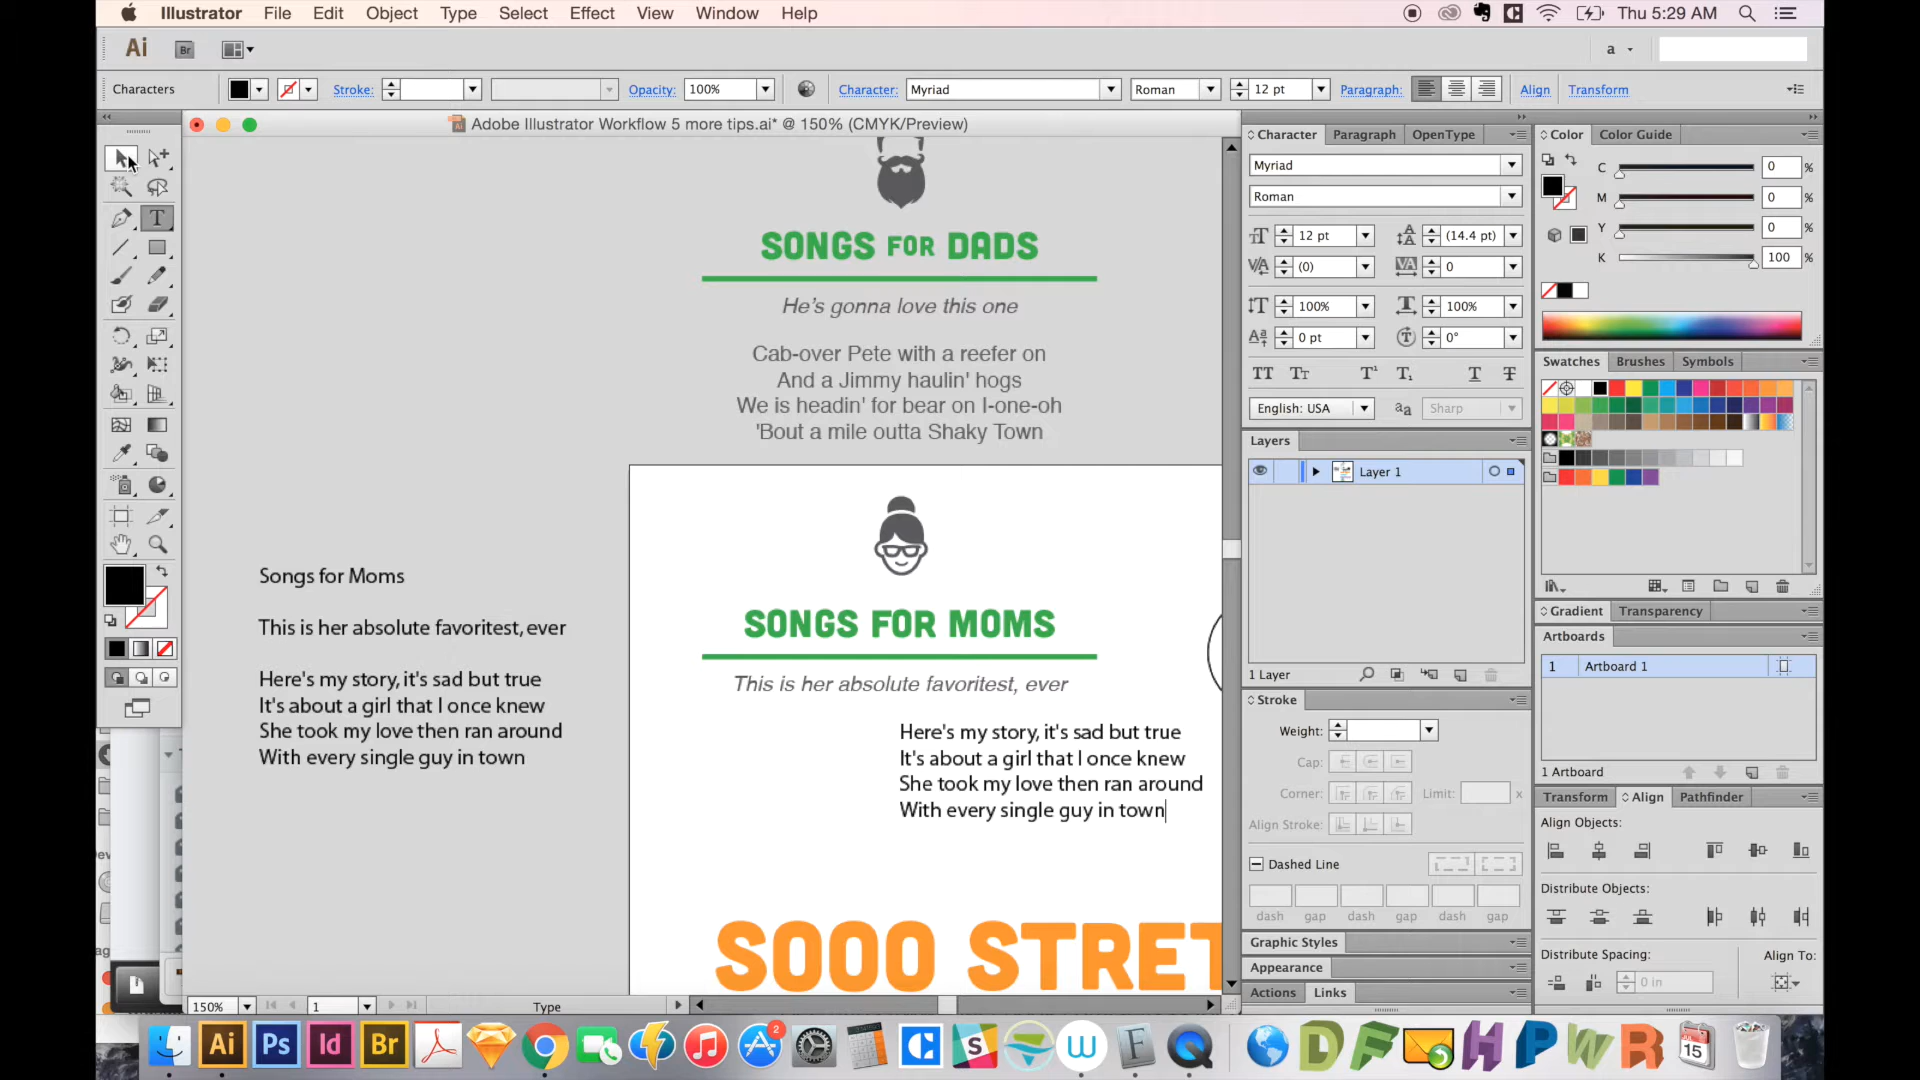 Illustrator File Edit Object Type Select Effect View Window Help Thu 5:29 AM
Ai Br a
Characters Stroke: Opacity: 100% Character: Myriad Roman 12 pt Paragraph: Align Transform
Adobe Illustrator Workflow 5 more tips.ai* @ 150% (CMYK/Preview)
SONGS FOR DADS
He's gonna love this one
Cab-over Pete with a reefer on
And a Jimmy haulin' hogs
We is headin' for bear on I-one-oh
'Bout a mile outta Shaky Town
Songs for Moms
This is her absolute favoritest, ever
Here's my story, it's sad but true
It's about a girl that I once knew
She took my love then ran around
With every single guy in town
SONGS FOR MOMS
This is her absolute favoritest, ever
Here's my story, it's sad but true
It's about a girl that I once knew
She took my love then ran around
With every single guy in town
SOOO STRET
150% 1 Type
Character Paragraph OpenType
Myriad
Roman
12 pt (14.4 pt)
(0) 0
100% 100%
0 pt 0°
English: USA Sharp
Layers
Layer 1
1 Layer
Stroke
Weight:
Cap:
Corner: Limit: x
Align Stroke:
Dashed Line
dash gap dash gap dash gap
Graphic Styles
Appearance
Actions Links
Color Color Guide
C 0 %
M 0 %
Y 0 %
K 100 %
Swatches Brushes Symbols
Gradient Transparency
Artboards
1 Artboard 1
1 Artboard
Transform Align Pathfinder
Align Objects:
Distribute Objects:
Distribute Spacing: Align To:
0 in
Ai Ps Id Br 2 S W F D F H P W R 15